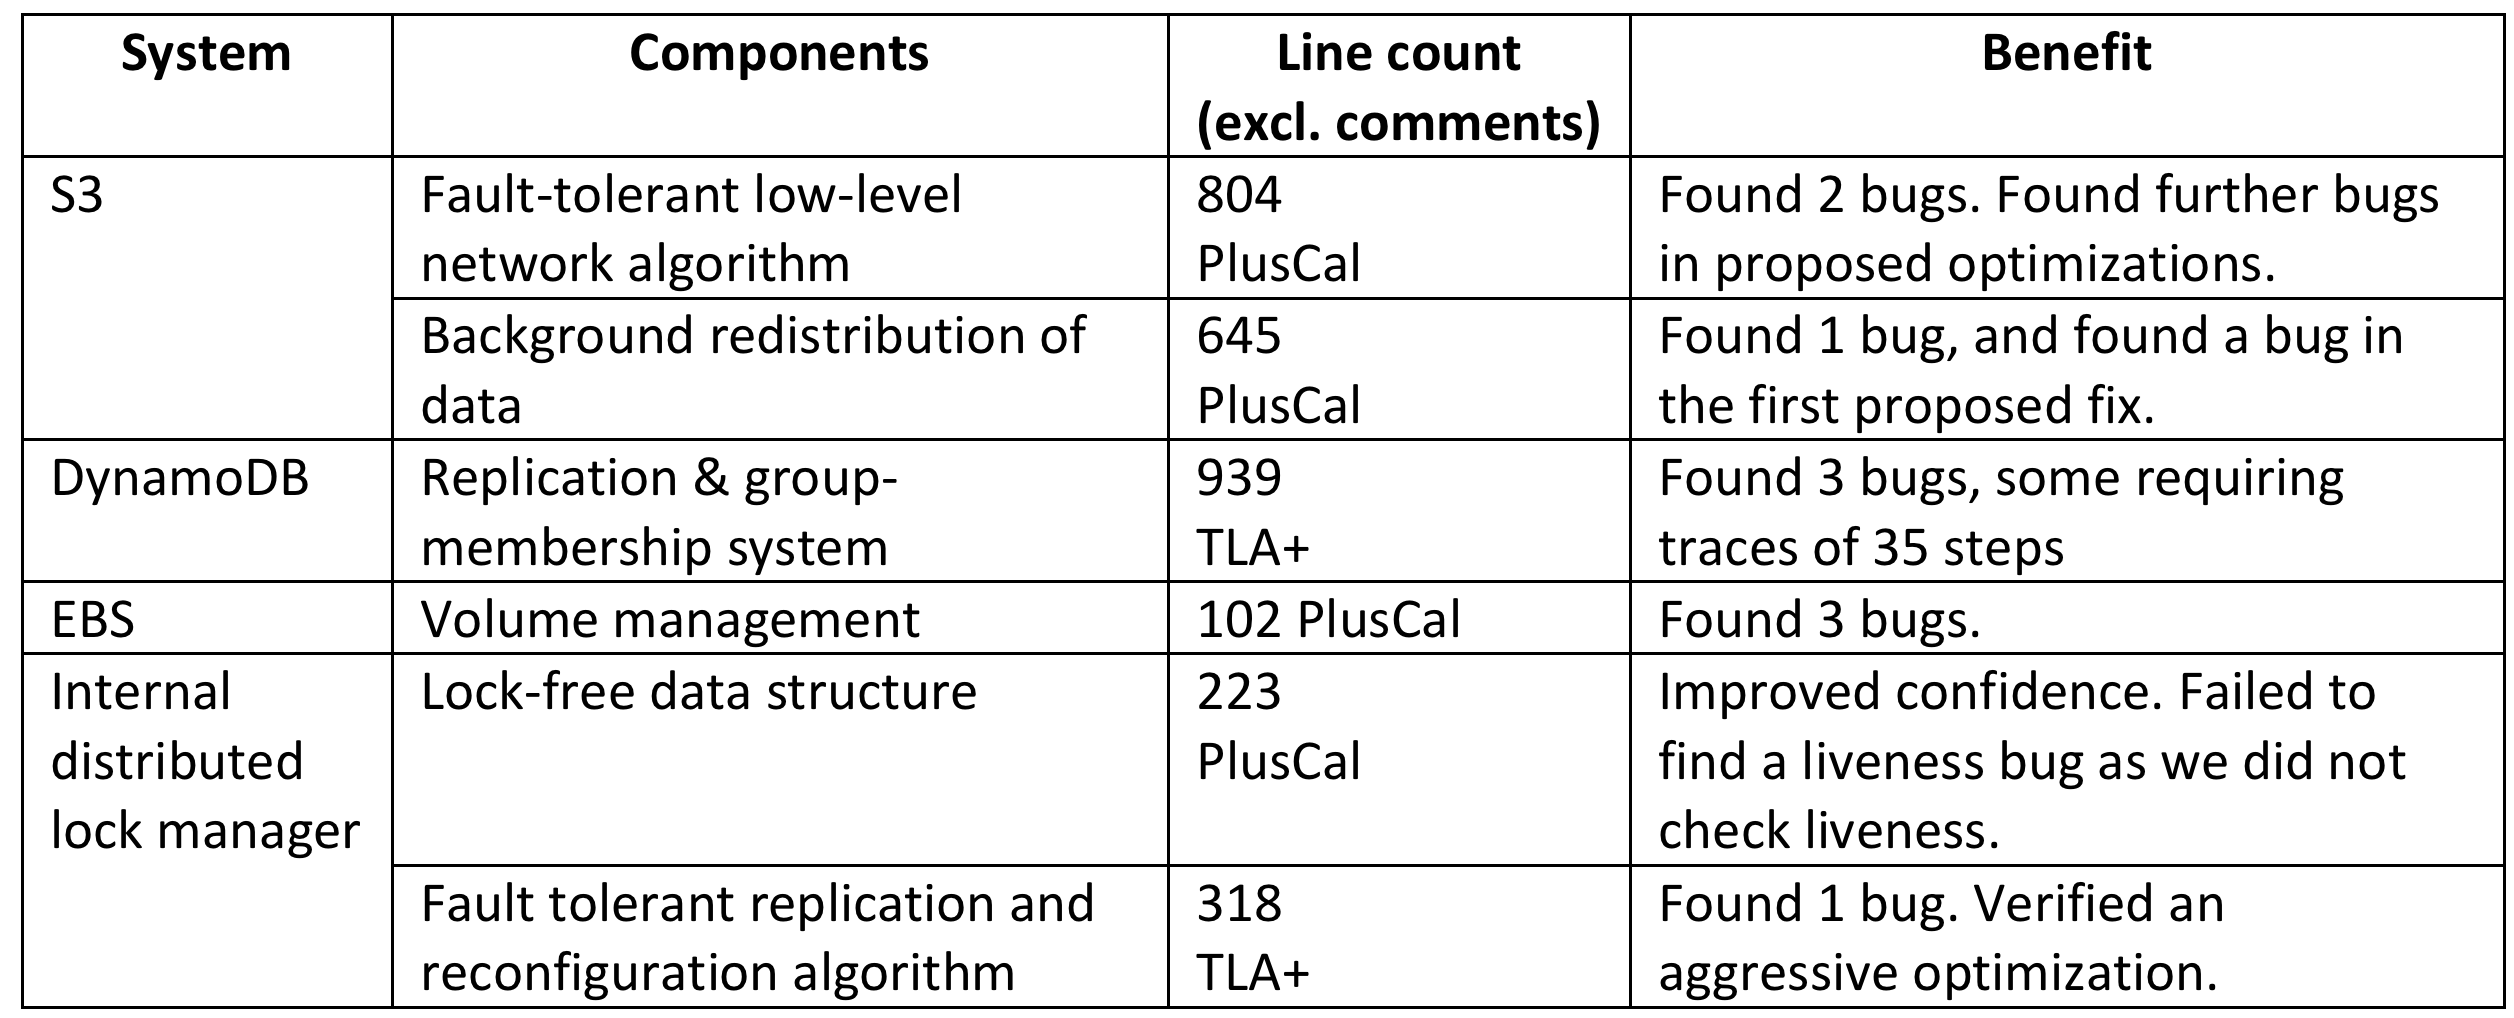 System
Components
Line count
(excl. comments)
Benefit
S3
Fault-tolerant low-level
network algorithm
804
PlusCal
Found 2 bugs. Found further bugs
in proposed optimizations.
Background redistribution of
data
645
PlusCal
Found 1 bug, and found a bug in
the first proposed fix.
DynamoDB
Replication & group-
membership system
939
TLA+
Found 3 bugs, some requiring
traces of 35 steps
EBS
Volume management
102 PlusCal
Found 3 bugs.
Internal
distributed
lock manager
Lock-free data structure
223
PlusCal
Improved confidence. Failed to
find a liveness bug as we did not
check liveness.
Fault tolerant replication and
reconfiguration algorithm
318
TLA+
Found 1 bug. Verified an
aggressive optimization.